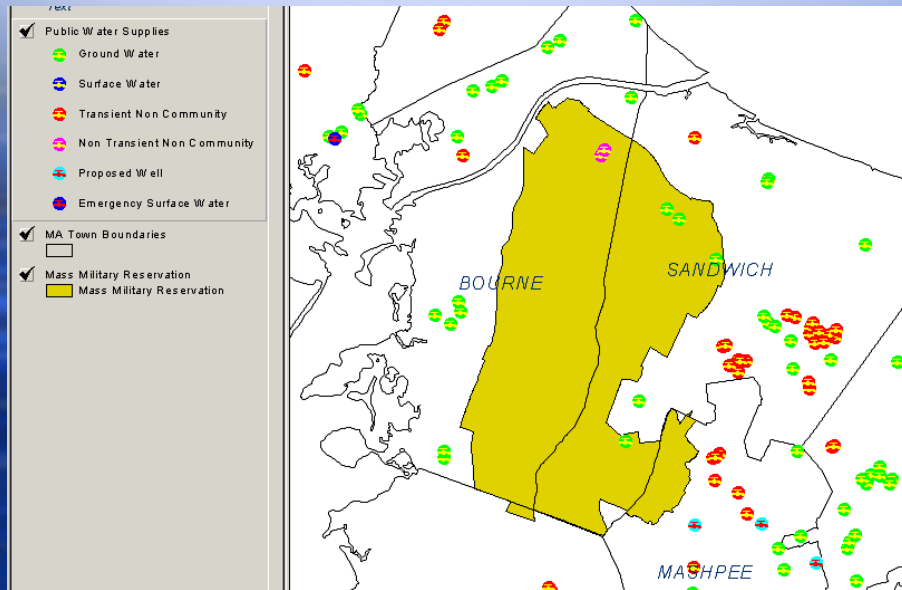 Text
Public Water Supplies
Ground Water
Surface Water
Transient Non Community
Non Transient Non Community
Proposed Well
Emergency Surface Water
MA Town Boundaries
Mass Military Reservation
Mass Military Reservation
BOURNE
SANDWICH
MASHPEE